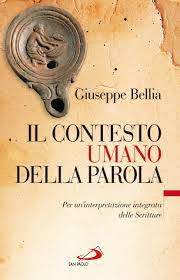 Giuseppe Bellia
IL CONTESTO
UMANO
DELLA PAROLA
Per un'interpretazione integrata
delle Scritture
SAN PAOLO